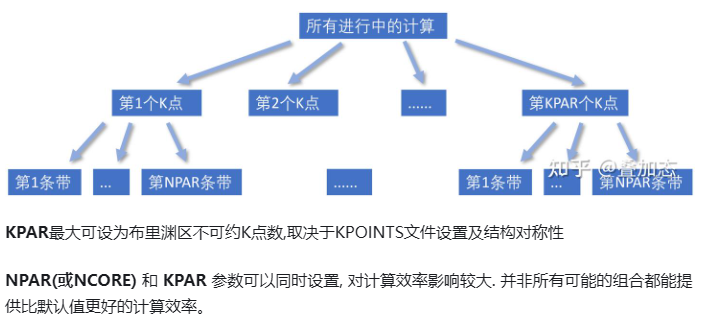 所有进行中的计算
第1个K点
第2个K点
......
第KPAR个K点
第1条带
...
第NPAR条带
......
第1条带
...
第NPAR条带
知乎 @叠加态
KPAR最大可设为布里渊区不可约K点数,取决于KPOINTS文件设置及结构对称性
NPAR(或NCORE) 和 KPAR 参数可以同时设置, 对计算效率影响较大. 并非所有可能的组合都能提
供比默认值更好的计算效率。